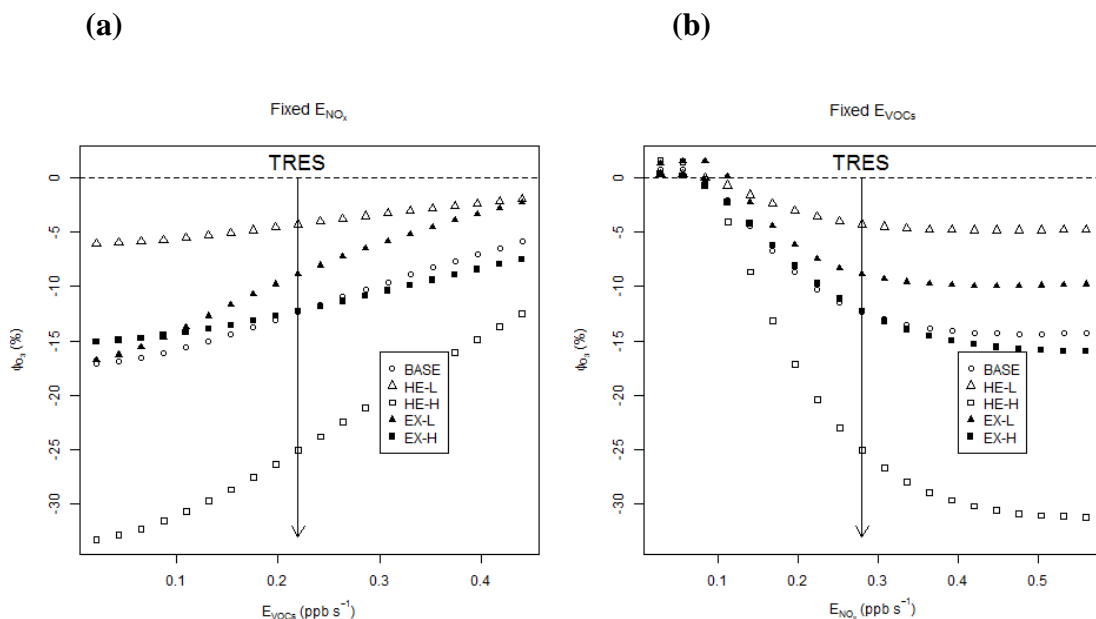 (a)
Fixed E_NOx
TRES
0
-5
-10
-15
-20
-25
-30
ϕ_O3 (%)
BASE
HE-L
HE-H
EX-L
EX-H
0.1 0.2 0.3 0.4
E_VOCs (ppb s⁻¹)
(b)
Fixed E_VOCs
TRES
0
-5
-10
-15
-20
-25
-30
ϕ_O3 (%)
BASE
HE-L
HE-H
EX-L
EX-H
0.1 0.2 0.3 0.4 0.5
E_NOx (ppb s⁻¹)